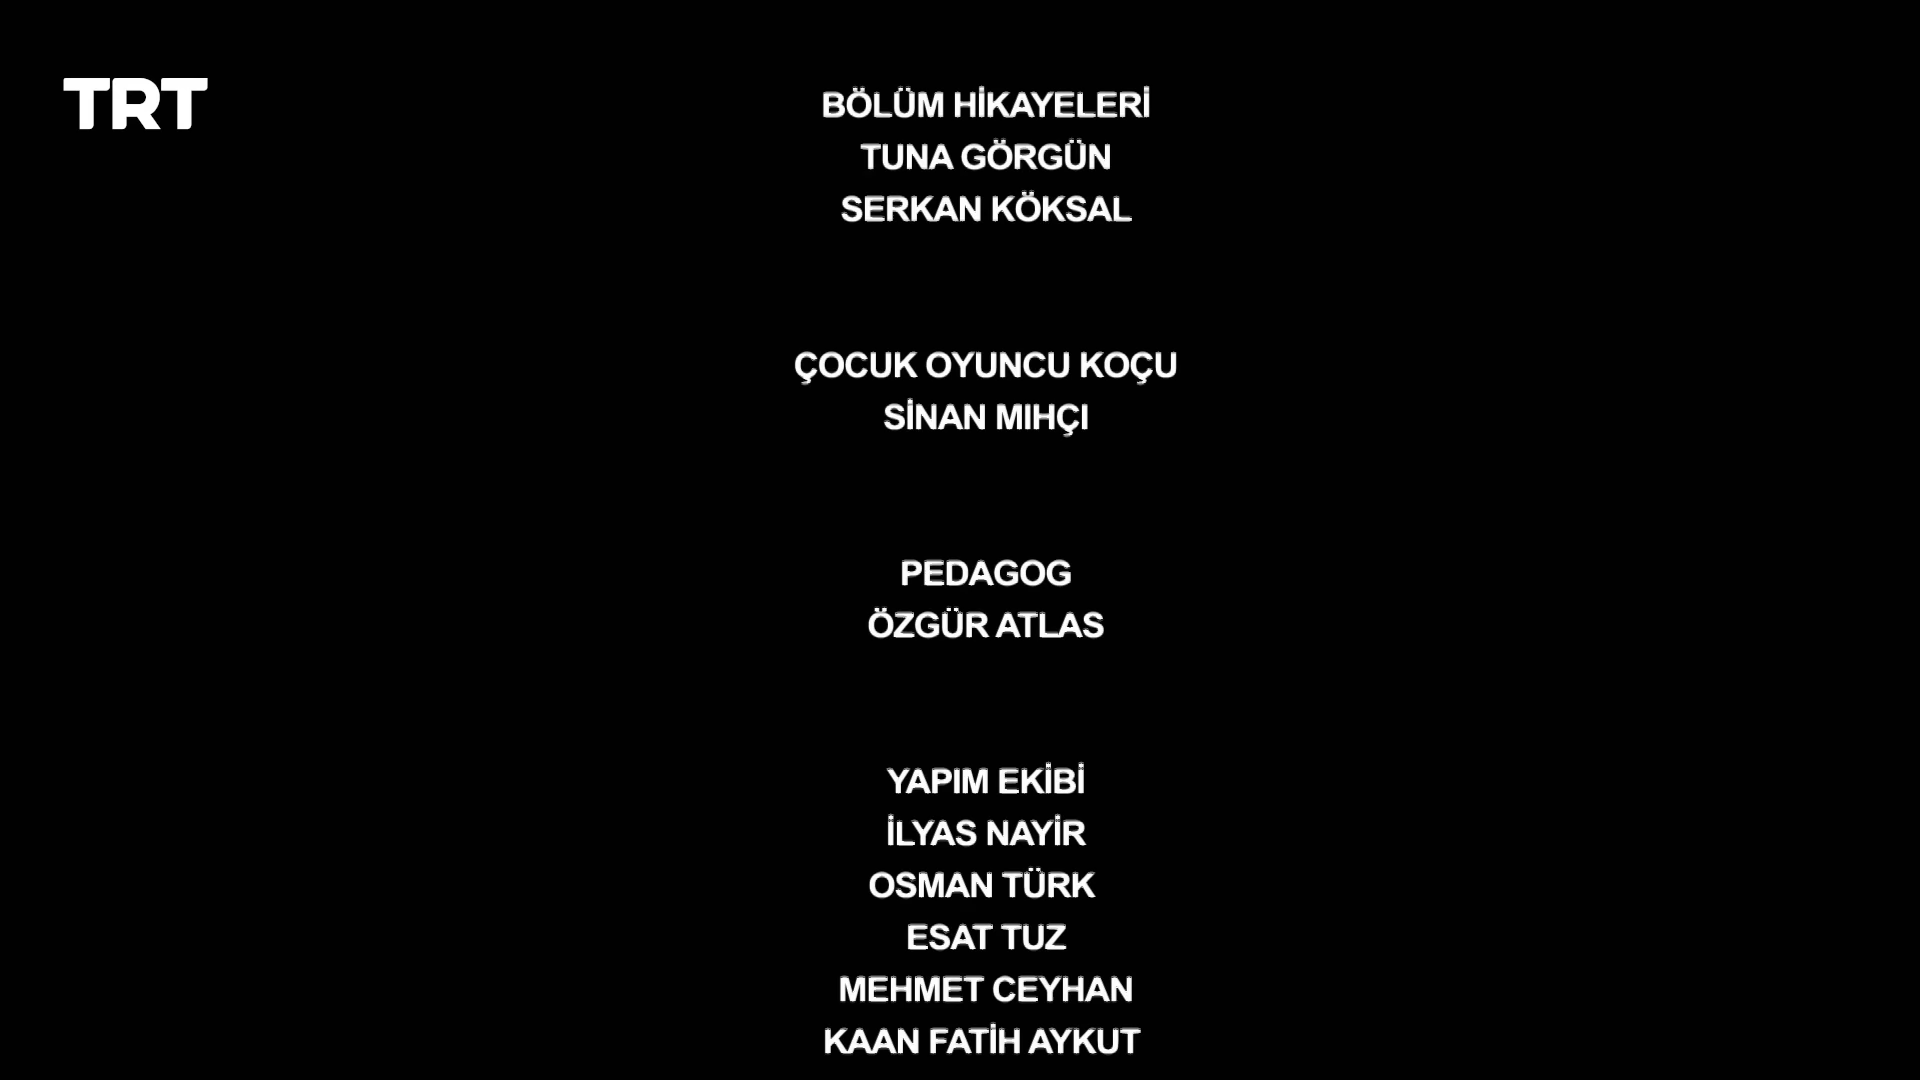 TRT
BÖLÜM HİKAYELERİ
TUNA GÖRGÜN
SERKAN KÖKSAL
ÇOCUK OYUNCU KOÇU
SİNAN MIHÇI
PEDAGOG
ÖZGÜR ATLAS
YAPIM EKİBİ
İLYAS NAYİR
OSMAN TÜRK
ESAT TUZ
MEHMET CEYHAN
KAAN FATİH AYKUT